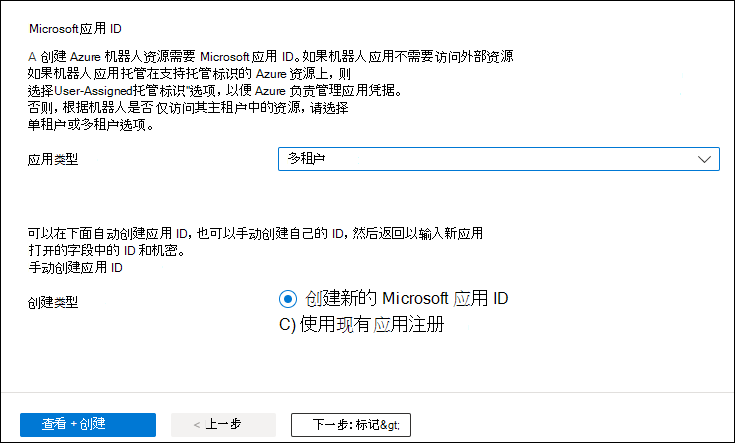 Microsoft应用 ID
A 创建 Azure 机器人资源需要 Microsoft 应用 ID。如果机器人应用不需要访问外部资源
如果机器人应用托管在支持托管标识的 Azure 资源上，则
选择User-Assigned托管标识"选项，以便 Azure 负责管理应用凭据。
否则，根据机器人是否 仅访问其主租户中的资源，请选择
单租户或多租户选项。
应用类型
多租户
可以在下面自动创建应用 ID，也可以手动创建自己的 ID，然后返回以输入新应用
打开的字段中的 ID 和机密。
手动创建应用 ID
创建类型
创建新的 Microsoft 应用 ID
C) 使用现有应用注册
查看 + 创建
< 上一步
下一步: 标记&gt;